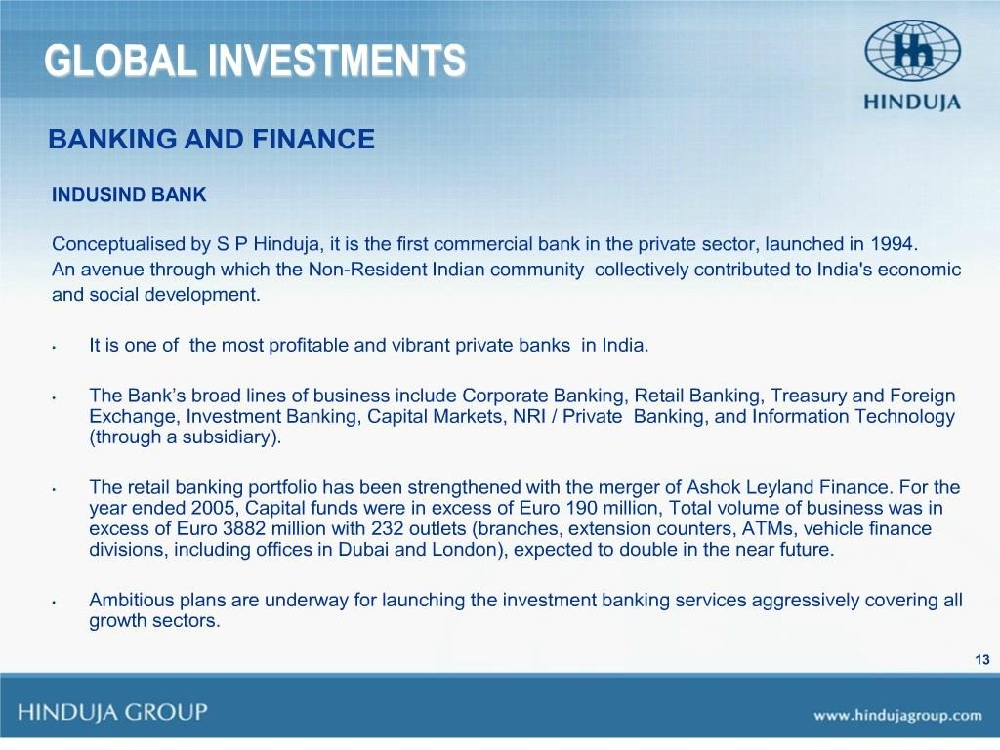 GLOBAL INVESTMENTS
Hn
HINDUJA
BANKING AND FINANCE
INDUSIND BANK
Conceptualised by S P Hinduja, it is the first commercial bank in the private sector, launched in 1994.
An avenue through which the Non-Resident Indian community  collectively contributed to India's economic
and social development.
• It is one of  the most profitable and vibrant private banks  in India.
• The Bank’s broad lines of business include Corporate Banking, Retail Banking, Treasury and Foreign
Exchange, Investment Banking, Capital Markets, NRI / Private  Banking, and Information Technology
(through a subsidiary).
• The retail banking portfolio has been strengthened with the merger of Ashok Leyland Finance. For the
year ended 2005, Capital funds were in excess of Euro 190 million, Total volume of business was in
excess of Euro 3882 million with 232 outlets (branches, extension counters, ATMs, vehicle finance
divisions, including offices in Dubai and London), expected to double in the near future.
• Ambitious plans are underway for launching the investment banking services aggressively covering all
growth sectors.
13
HINDUJA GROUP
www.hindujagroup.com